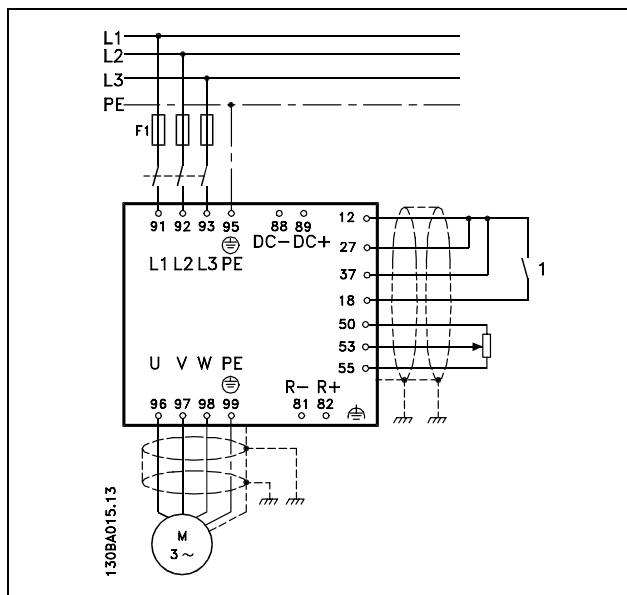 L1
L2
L3
PE
F1
91 92 93 95 88 89 12
DC- DC+
L1 L2 L3 PE
27
37
1
18
50
53
55
U V W PE
R- R+
96 97 98 99 81 82
130BA015.13
M
3~